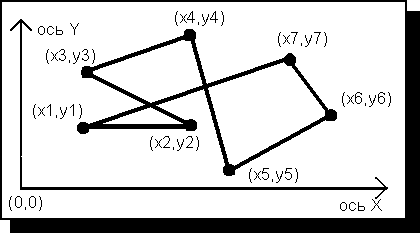 (x4,y4)
ось Y
(x7,y7)
(x3,y3)
(x6,y6)
(x1,y1)
(x2,y2)
(x5,y5)
(0,0)
ось X